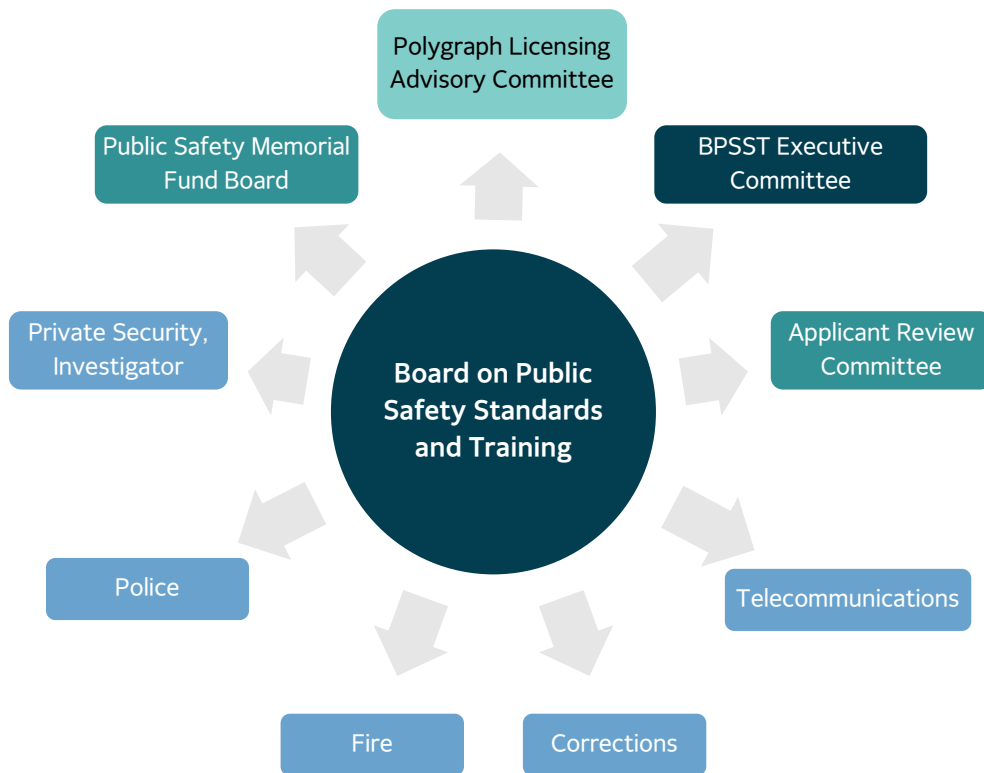 Polygraph Licensing
Advisory Committee
Public Safety Memorial
Fund Board
BPSST Executive
Committee
Private Security,
Investigator
Applicant Review
Committee
Board on Public
Safety Standards
and Training
Police
Telecommunications
Fire
Corrections